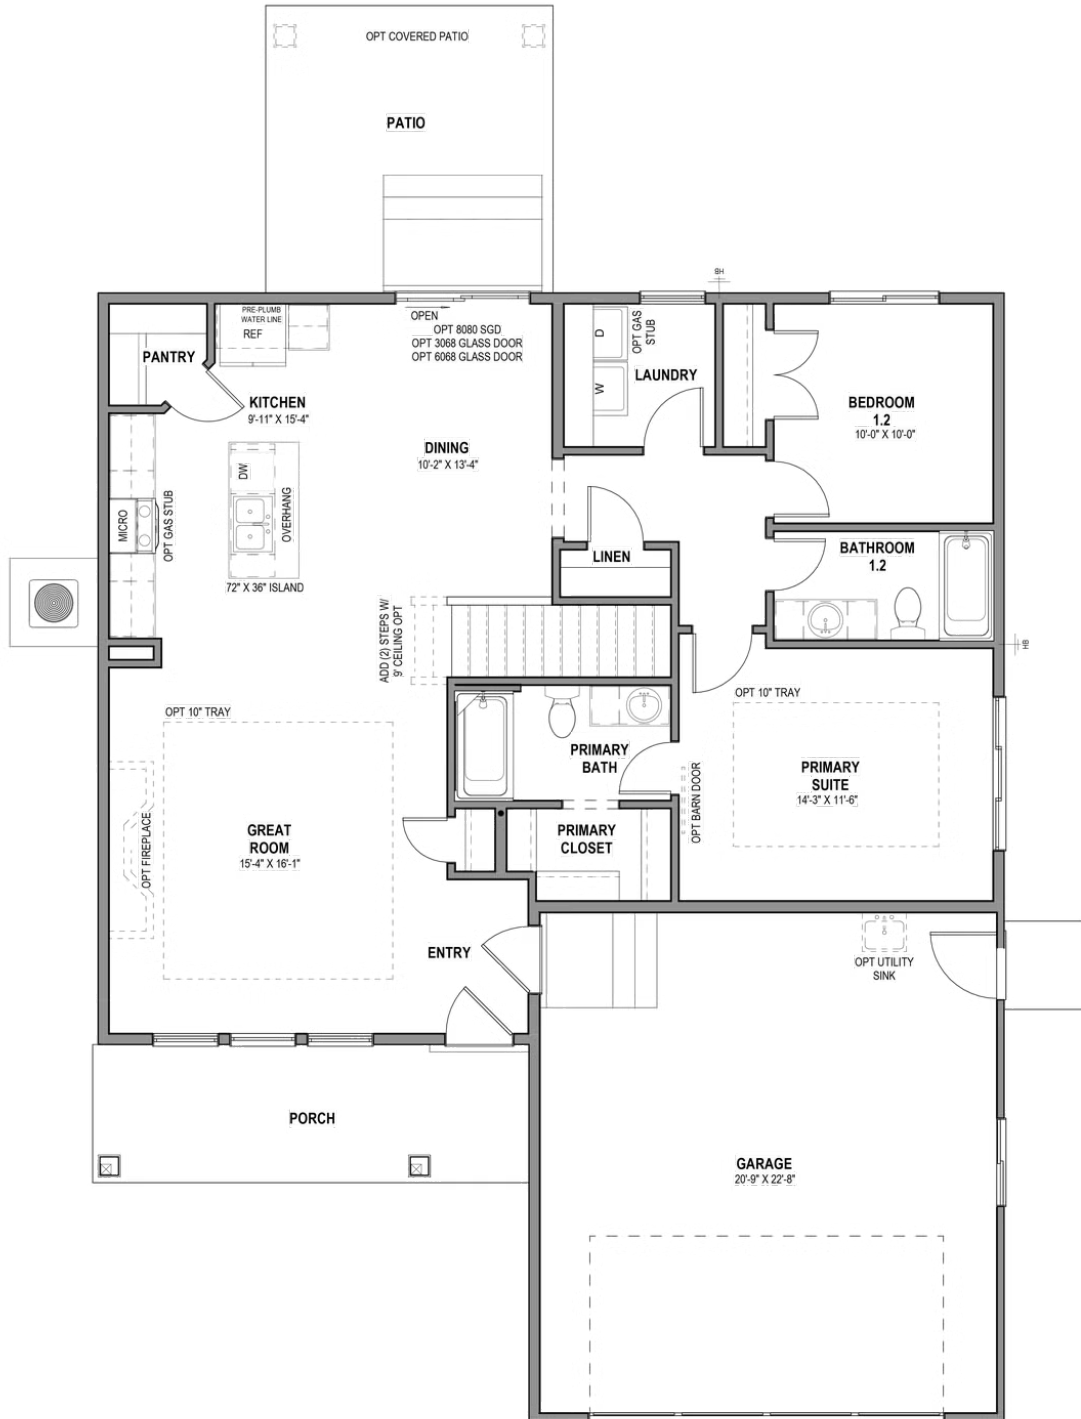 OPT COVERED PATIO
PATIO
BH
PRE-PLUMB
WATER LINE
REF
OPEN
OPT 8080 SGD
OPT 3068 GLASS DOOR
OPT 6068 GLASS DOOR
D
W
OPT GAS
STUB
LAUNDRY
PANTRY
KITCHEN
9'-11" X 15'-4"
DINING
10'-2" X 13'-4"
BEDROOM
1.2
10'-0" X 10'-0"
DW
OVERHANG
MICRO
OPT GAS STUB
72" X 36" ISLAND
LINEN
BATHROOM
1.2
HB
ADD (2) STEPS W/
9' CEILING OPT
OPT 10" TRAY
OPT 10" TRAY
PRIMARY
BATH
OPT BARN DOOR
PRIMARY
SUITE
14'-3" X 11'-6"
GREAT
ROOM
15'-4" X 16'-1"
OPT FIREPLACE
PRIMARY
CLOSET
ENTRY
OPT UTILITY
SINK
PORCH
GARAGE
20'-9" X 22'-8"